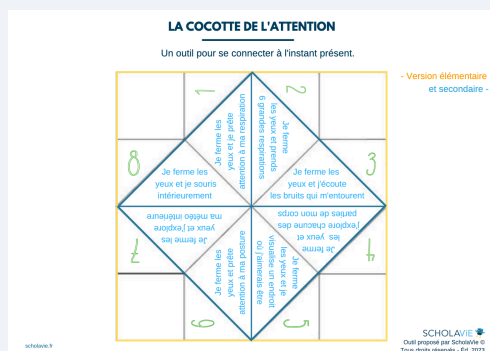 LA COCOTTE DE L'ATTENTION
Un outil pour se connecter à l'instant présent.
- Version élémentaire
et secondaire -
1
2
Je ferme les
yeux et je prête
attention à ma respiration
Je ferme
les yeux et prends
6 grandes respirations
8
3
Je ferme les
yeux et je souris
intérieurement
Je ferme les
yeux et j'écoute
les bruits qui m'entourent
Je ferme les
yeux et j'explore
ma météo intérieure
Je ferme
les yeux et
j'explore chacune des
parties de mon corps
7
4
Je ferme les
yeux et prête
attention à ma posture
Je ferme
les yeux et je
visualise un endroit
où j'aimerais être
6
5
SCHOLAVIE
Outil proposé par ScholaVie ©
Tous droits réservés - Éd. 2023
scholavie.fr